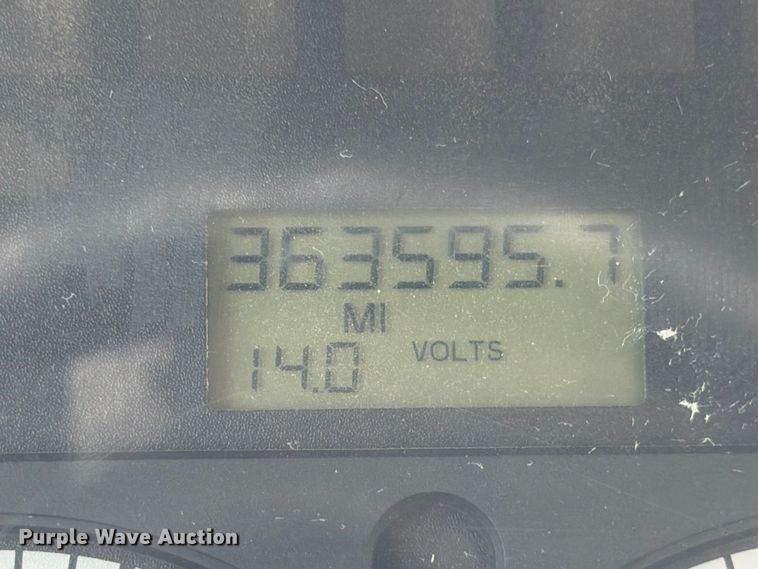 363595.7
MI
14.0 VOLTS
Purple Wave Auction®